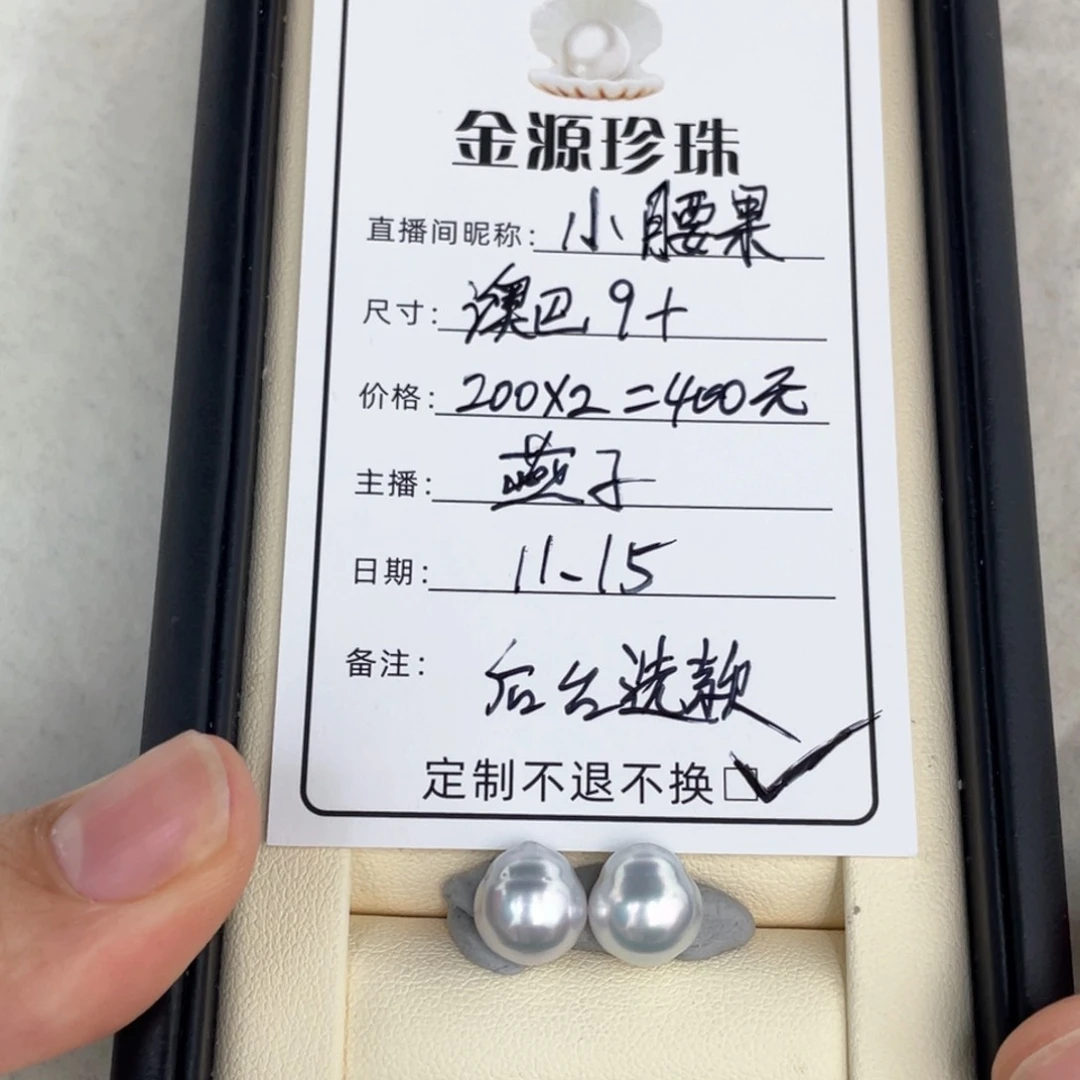 金源珍珠
直播间昵称: 小腰果
尺寸: 澳巴9+
价格: 200X2=400元
主播: 燕子
日期: 11-15
备注: 后台选款
定制不退不换□✓